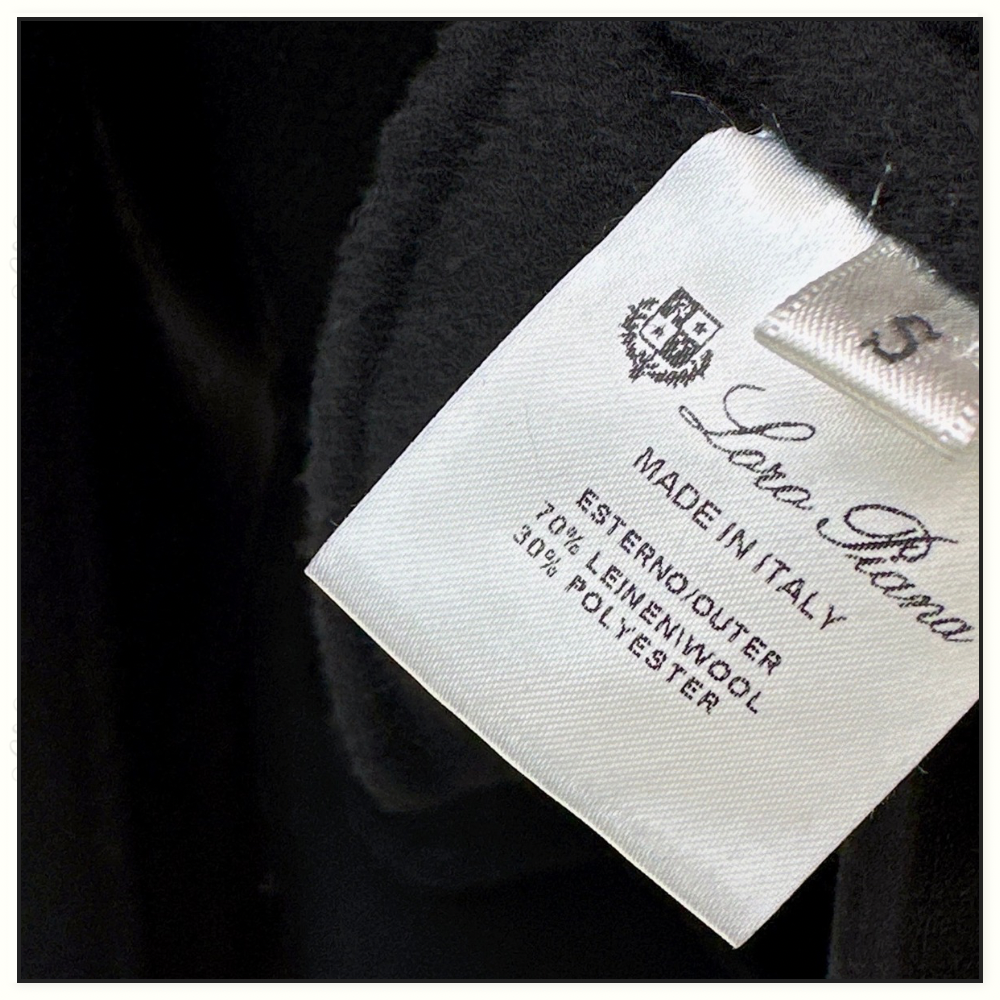 S
Loro Piana
MADE IN ITALY
ESTERNO/OUTER
70% LEINEN\WOOL
30% POLYESTER